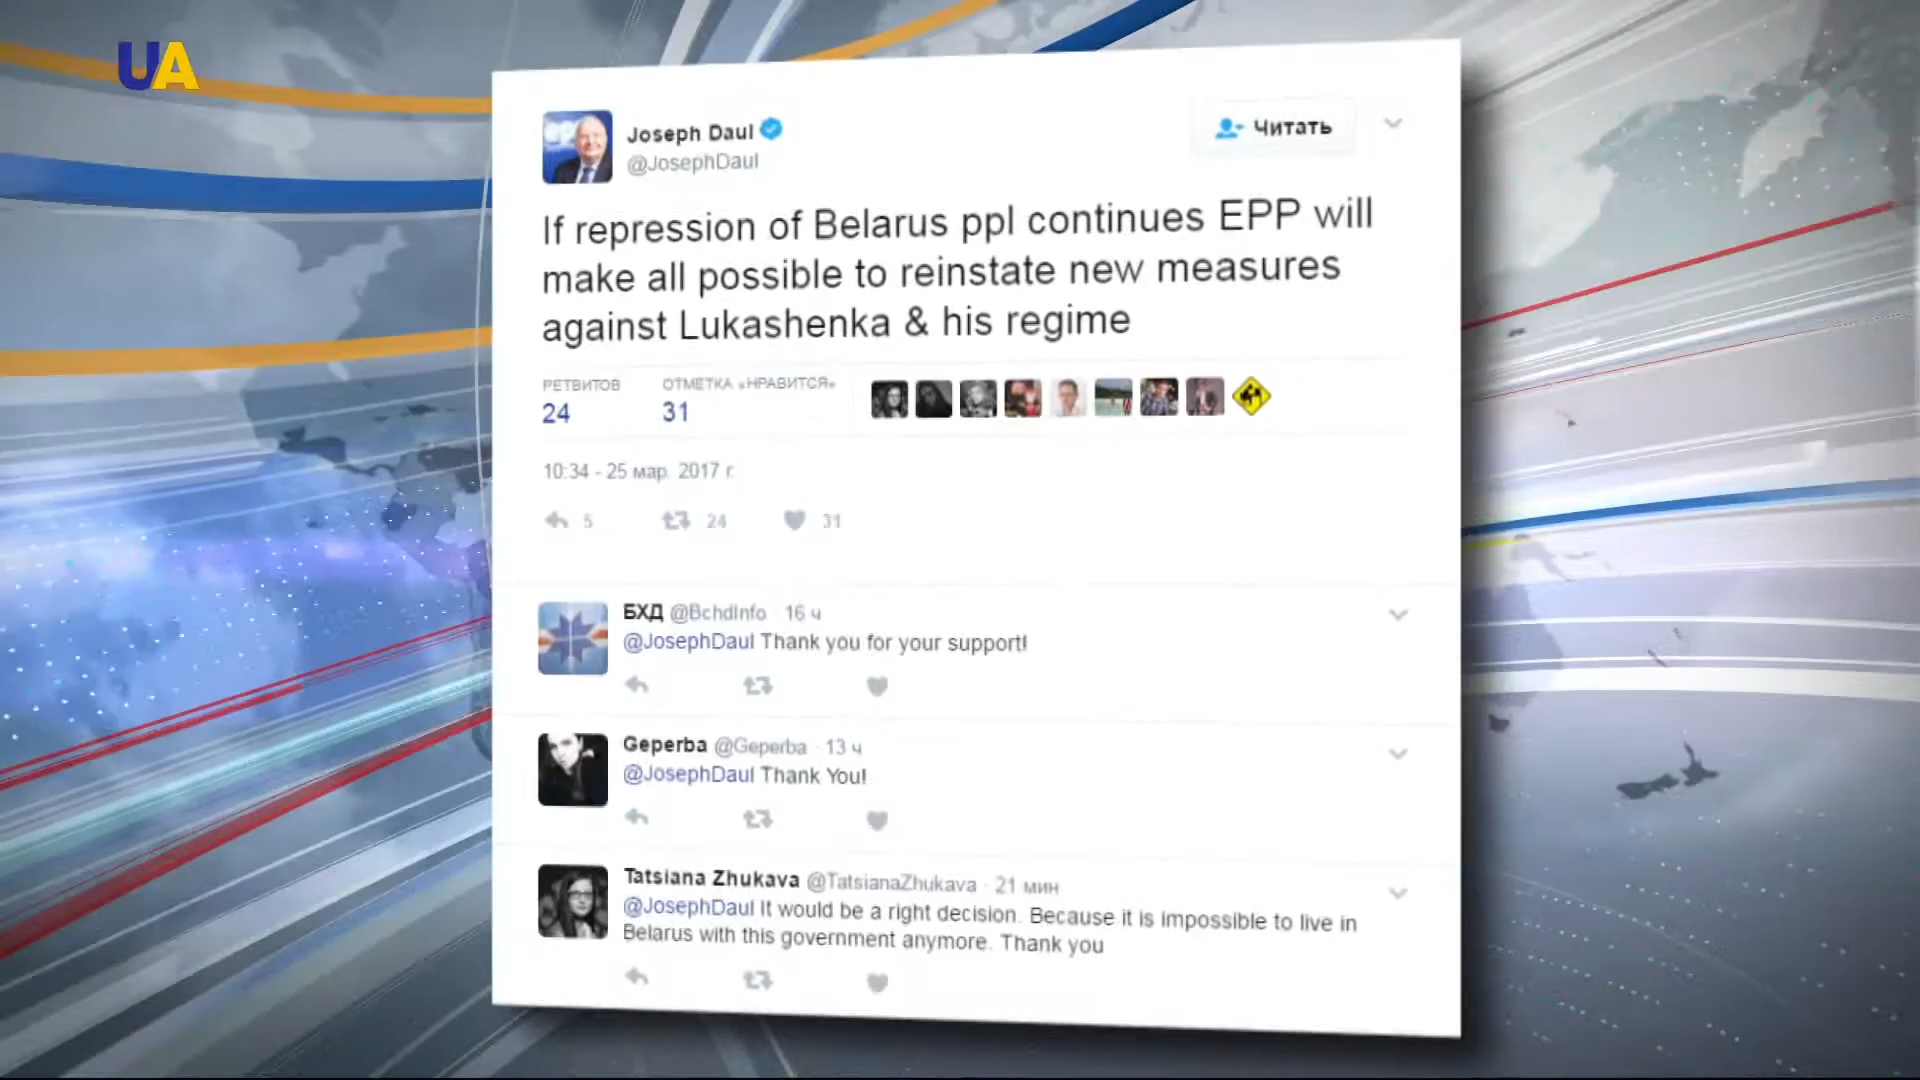 UA
Joseph Daul
@JosephDaul
Читать
If repression of Belarus ppl continues EPP will
make all possible to reinstate new measures
against Lukashenka & his regime
РЕТВИТОВ
24
ОТМЕТКА «НРАВИТСЯ»
31
10:34 - 25 мар. 2017 г.
5 24 31
БХД @BchdInfo · 16 ч
@JosephDaul Thank you for your support!
Geperba @Geperba · 13 ч
@JosephDaul Thank You!
Tatsiana Zhukava @TatsianaZhukava · 21 мин
@JosephDaul It would be a right decision. Because it is impossible to live in
Belarus with this government anymore. Thank you